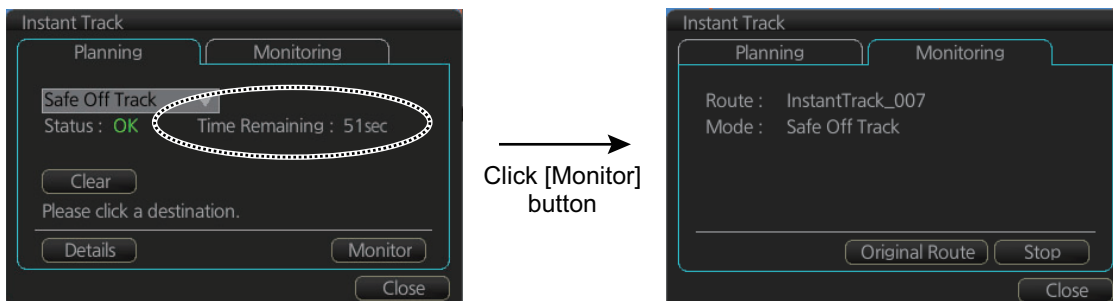 Instant Track
Planning
Monitoring
Safe Off Track
Status : OK
Time Remaining : 51sec
Clear
Please click a destination.
Details
Monitor
Close
Click [Monitor]
button
Instant Track
Planning
Monitoring
Route : InstantTrack_007
Mode : Safe Off Track
Original Route
Stop
Close